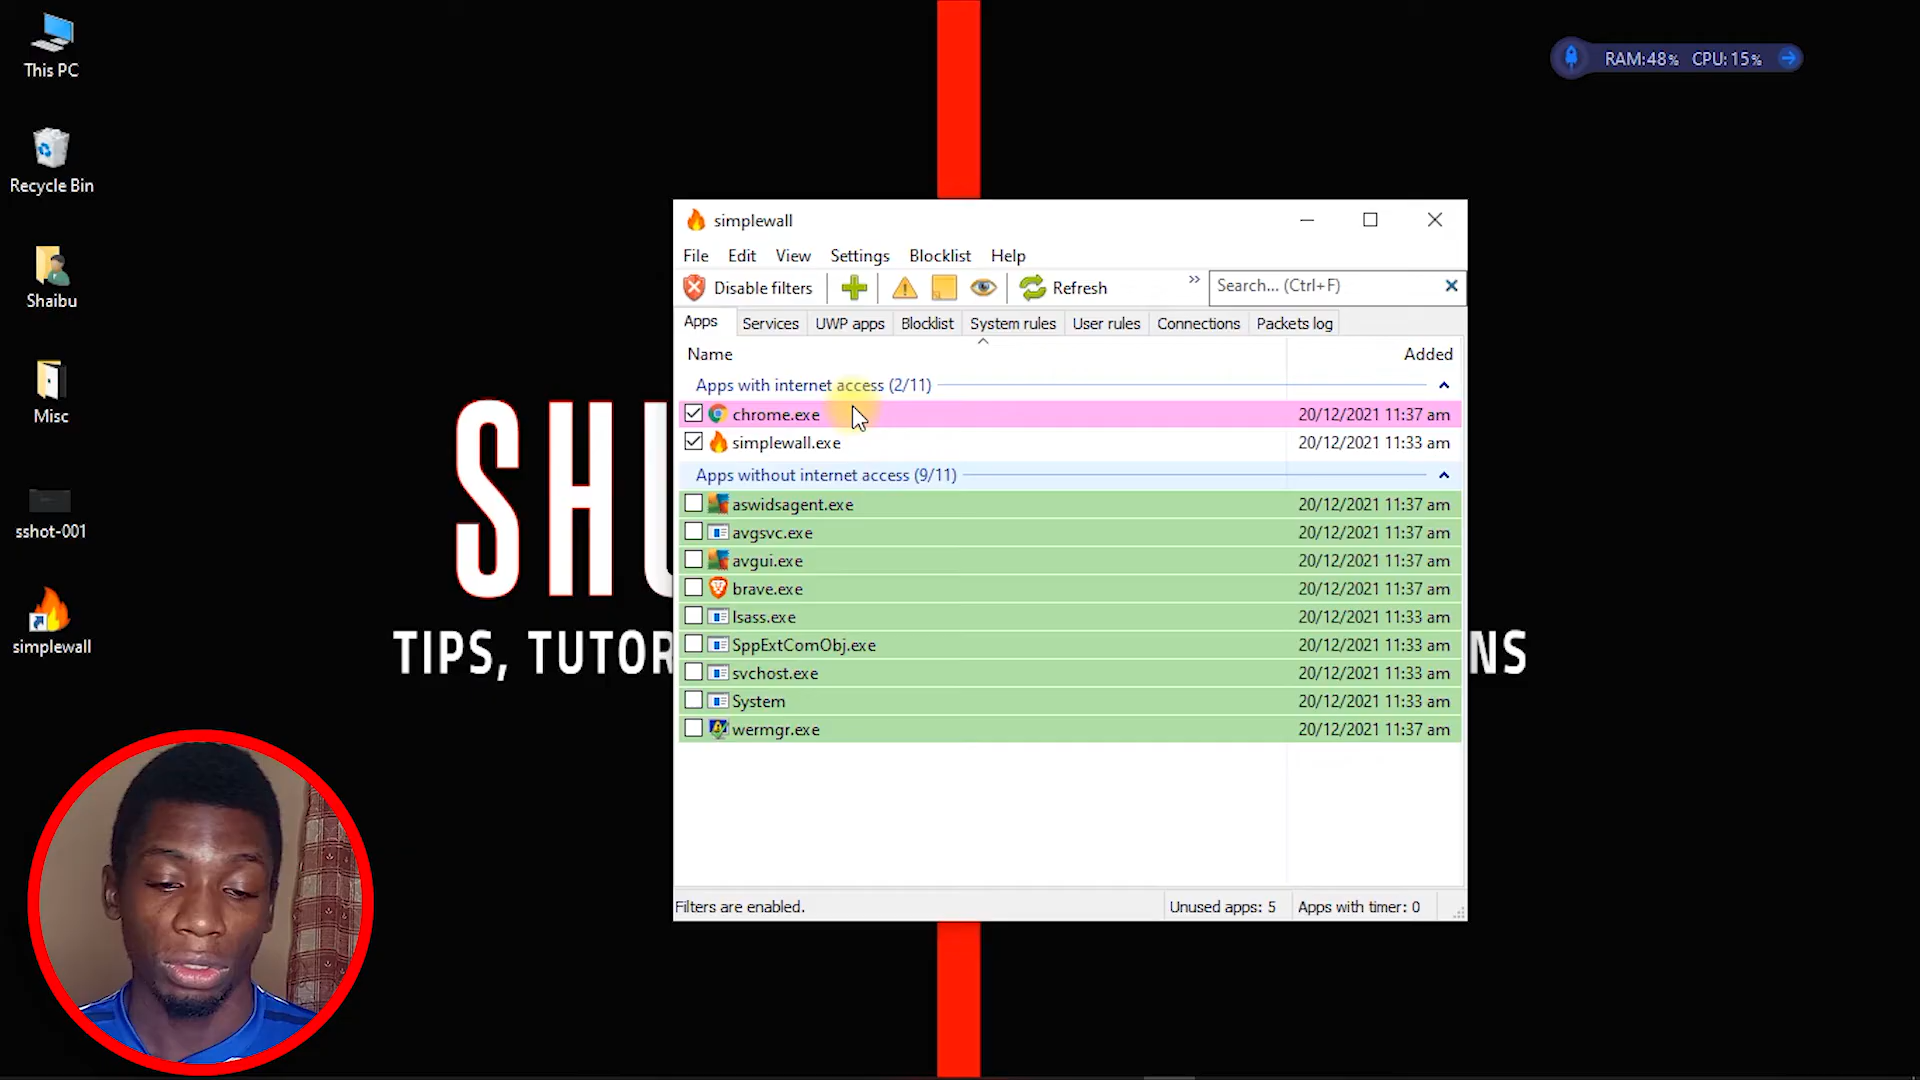 This PC
Recycle Bin
Shaibu
Misc
sshot-001
simplewall
RAM:48% CPU:15%
SHU
TIPS, TUTOR
NS
simplewall
File Edit View Settings Blocklist Help
Disable filters Refresh » Search... (Ctrl+F)
Apps Services UWP apps Blocklist System rules User rules Connections Packets log
Name Added
Apps with internet access (2/11)
chrome.exe 20/12/2021 11:37 am
simplewall.exe 20/12/2021 11:33 am
Apps without internet access (9/11)
aswidsagent.exe 20/12/2021 11:37 am
avgsvc.exe 20/12/2021 11:37 am
avgui.exe 20/12/2021 11:37 am
brave.exe 20/12/2021 11:37 am
lsass.exe 20/12/2021 11:33 am
SppExtComObj.exe 20/12/2021 11:33 am
svchost.exe 20/12/2021 11:33 am
System 20/12/2021 11:33 am
wermgr.exe 20/12/2021 11:37 am
Filters are enabled. Unused apps: 5 Apps with timer: 0